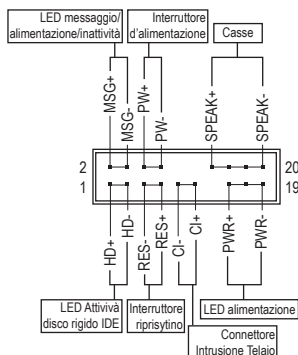 LED messaggio/
alimentazione/inattività
Interruttore
d'alimentazione
Casse
MSG+
MSG-
PW+
PW-
SPEAK+
SPEAK-
2
20
1
19
HD+
HD-
RES-
RES+
CI-
CI+
PWR+
PWR-
LED Attività
disco rigido IDE
Interruttore
riprisytino
LED alimentazione
Connettore
Intrusione Telaio